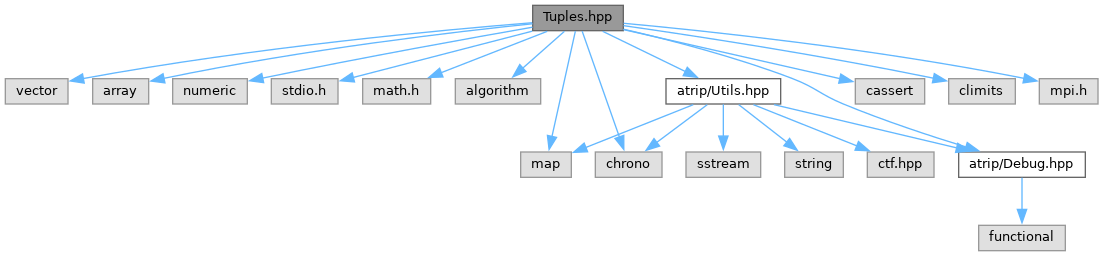 Tuples.hpp
vector
array
numeric
stdio.h
math.h
algorithm
atrip/Utils.hpp
cassert
climits
mpi.h
map
chrono
sstream
string
ctf.hpp
atrip/Debug.hpp
functional